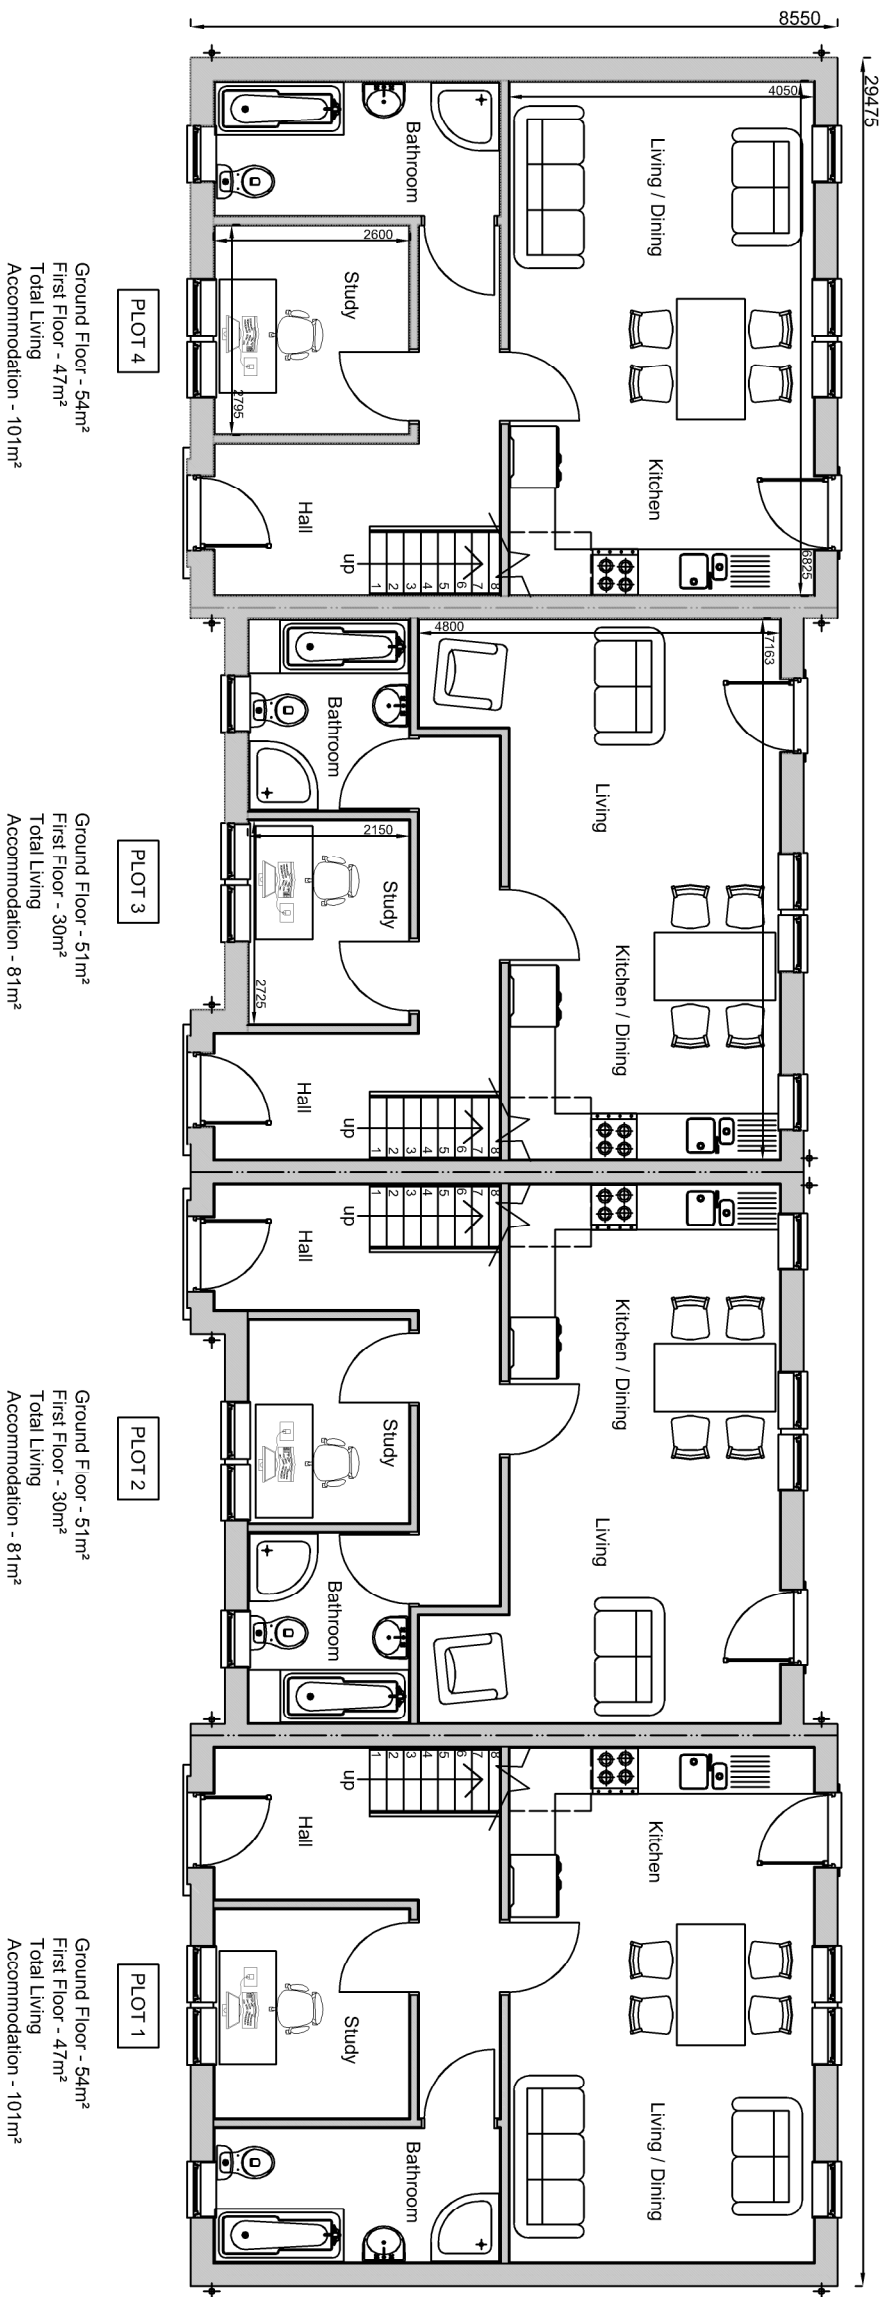 29475
8550
4050
Living / Dining
Kitchen
6825
Bathroom
2600
Study
2795
Hall
up
8
7
6
5
4
3
2
1
PLOT 4
Ground Floor - 54m²
First Floor - 47m²
Total Living
Accommodation - 101m²
7163
4800
Living
Kitchen / Dining
Bathroom
2150
Study
2725
Hall
up
8
7
6
5
4
3
2
1
PLOT 3
Ground Floor - 51m²
First Floor - 30m²
Total Living
Accommodation - 81m²
Kitchen / Dining
Living
8
7
6
5
4
3
2
1
up
Hall
Study
Bathroom
PLOT 2
Ground Floor - 51m²
First Floor - 30m²
Total Living
Accommodation - 81m²
Kitchen
Living / Dining
8
7
6
5
4
3
2
1
up
Hall
Study
Bathroom
PLOT 1
Ground Floor - 54m²
First Floor - 47m²
Total Living
Accommodation - 101m²